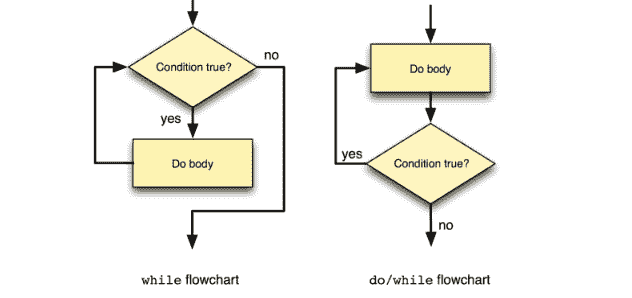 Condition true?
no
yes
Do body
while flowchart
Do body
yes
Condition true?
no
do/while flowchart